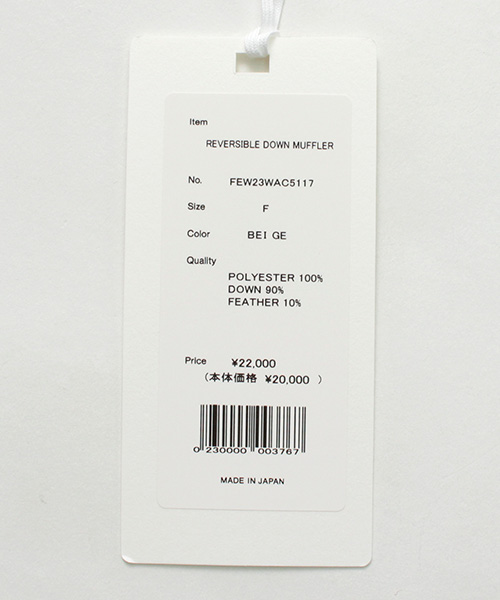 Item
REVERSIBLE DOWN MUFFLER
No. FEW23WAC5117
Size F
Color BEI GE
Quality
POLYESTER 100%
DOWN 90%
FEATHER 10%
Price ¥22,000
(本体価格 ¥20,000 )
0 230000 003767
MADE IN JAPAN